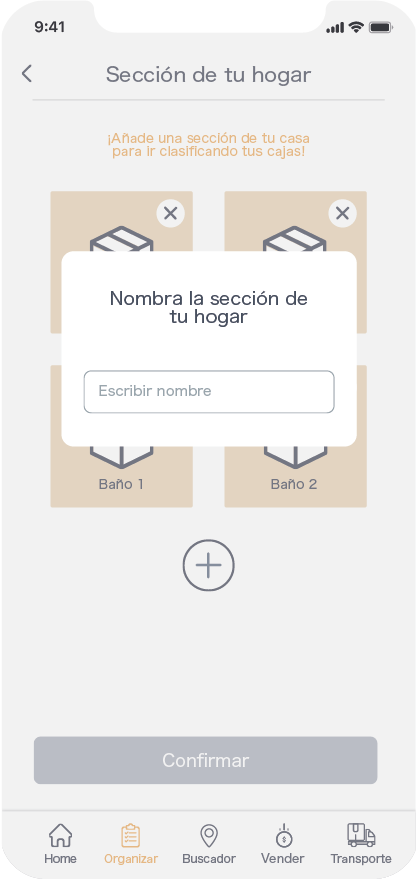 9:41
Sección de tu hogar
¡Añade una sección de tu casa
para ir clasificando tus cajas!
Nombra la sección de
tu hogar
Escribir nombre
Baño 1
Baño 2
Confirmar
Home
Organizar
Buscador
Vender
Transporte